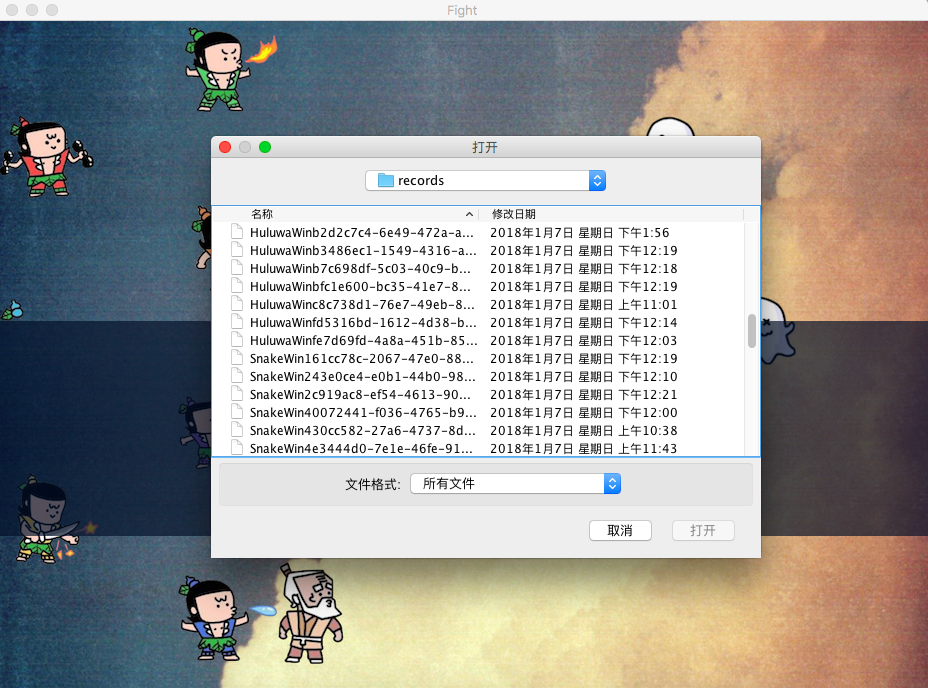 Fight
打开
records
名称 修改日期
HuluwaWinb2d2c7c4-6e49-472a-a... 2018年1月7日 星期日 下午1:56
HuluwaWinb3486ec1-1549-4316-a... 2018年1月7日 星期日 下午12:19
HuluwaWinb7c698df-5c03-40c9-b... 2018年1月7日 星期日 下午12:18
HuluwaWinbfc1e600-bc35-41e7-8... 2018年1月7日 星期日 下午12:19
HuluwaWinc8c738d1-76e7-49eb-8... 2018年1月7日 星期日 上午11:01
HuluwaWinfd5316bd-1612-4d38-b... 2018年1月7日 星期日 下午12:14
HuluwaWinfe7d69fd-4a8a-451b-85... 2018年1月7日 星期日 下午12:03
SnakeWin161cc78c-2067-47e0-88... 2018年1月7日 星期日 下午12:19
SnakeWin243e0ce4-e0b1-44b0-98... 2018年1月7日 星期日 下午12:10
SnakeWin2c919ac8-ef54-4613-90... 2018年1月7日 星期日 下午12:21
SnakeWin40072441-f036-4765-b9... 2018年1月7日 星期日 下午12:00
SnakeWin430cc582-27a6-4737-8d... 2018年1月7日 星期日 上午10:38
SnakeWin4e3444d0-7e1e-46fe-91... 2018年1月7日 星期日 上午11:43
文件格式: 所有文件
取消 打开